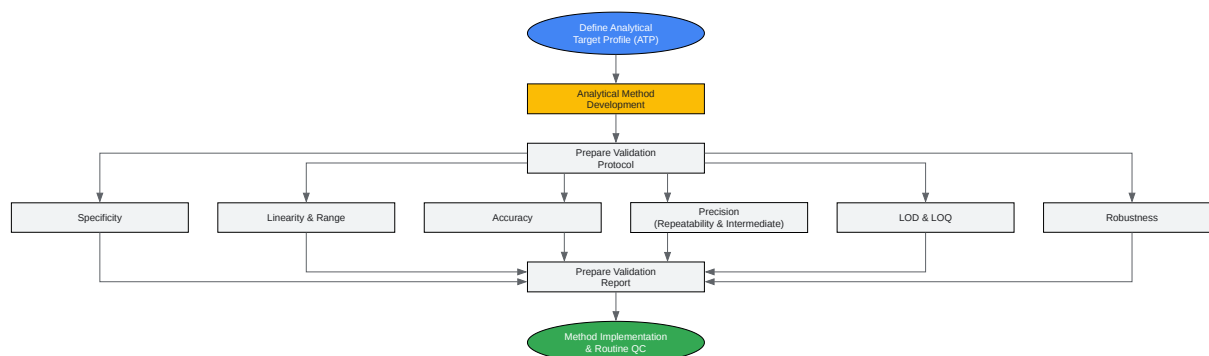 Define Analytical
Target Profile (ATP)
Analytical Method
Development
Prepare Validation
Protocol
Specificity
Linearity & Range
Accuracy
Precision
(Repeatability & Intermediate)
LOD & LOQ
Robustness
Prepare Validation
Report
Method Implementation
& Routine QC